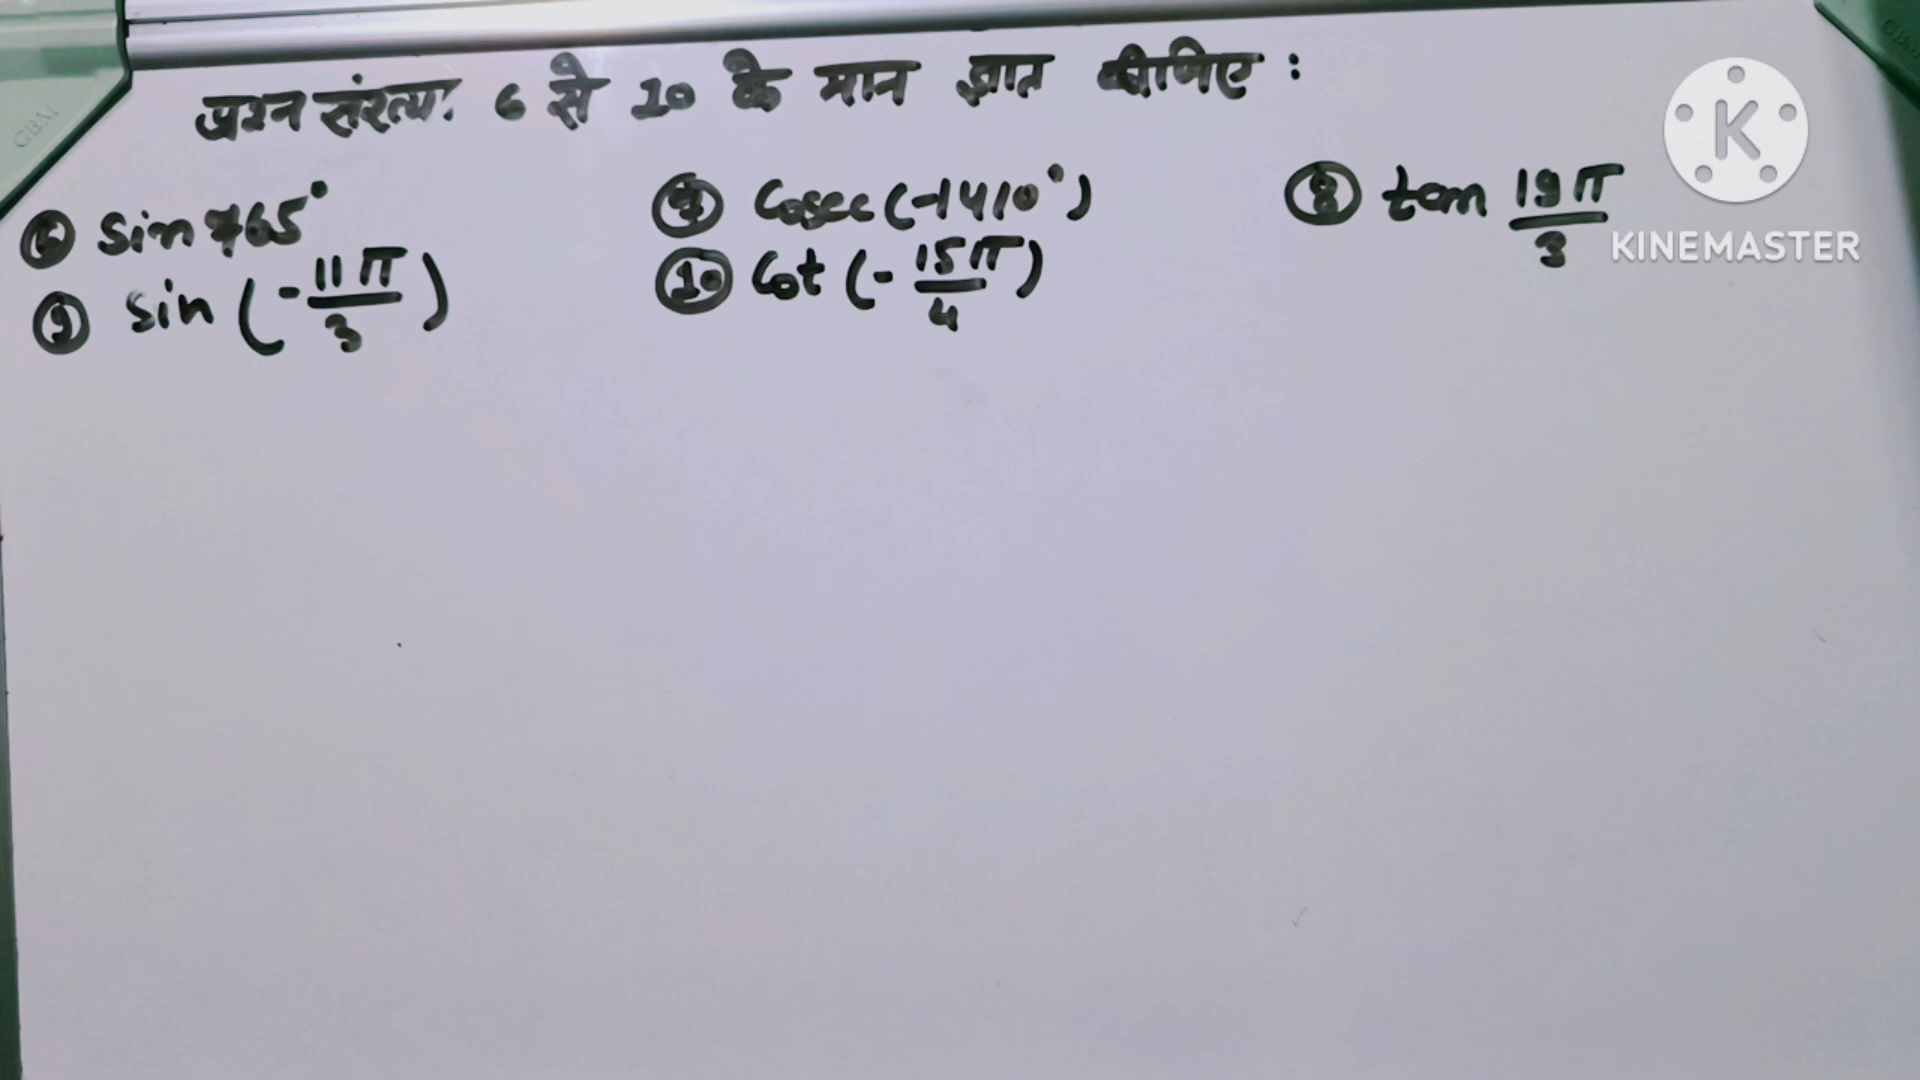 प्रश्न संख्या 6 से 10 के मान ज्ञात कीजिए :
⑥ sin 765° ⑦ Cosec (-1410°) ⑧ tan 19π/3
⑨ sin (-11π/3) ⑩ Cot (-15π/4)
K
KINEMASTER
GBM